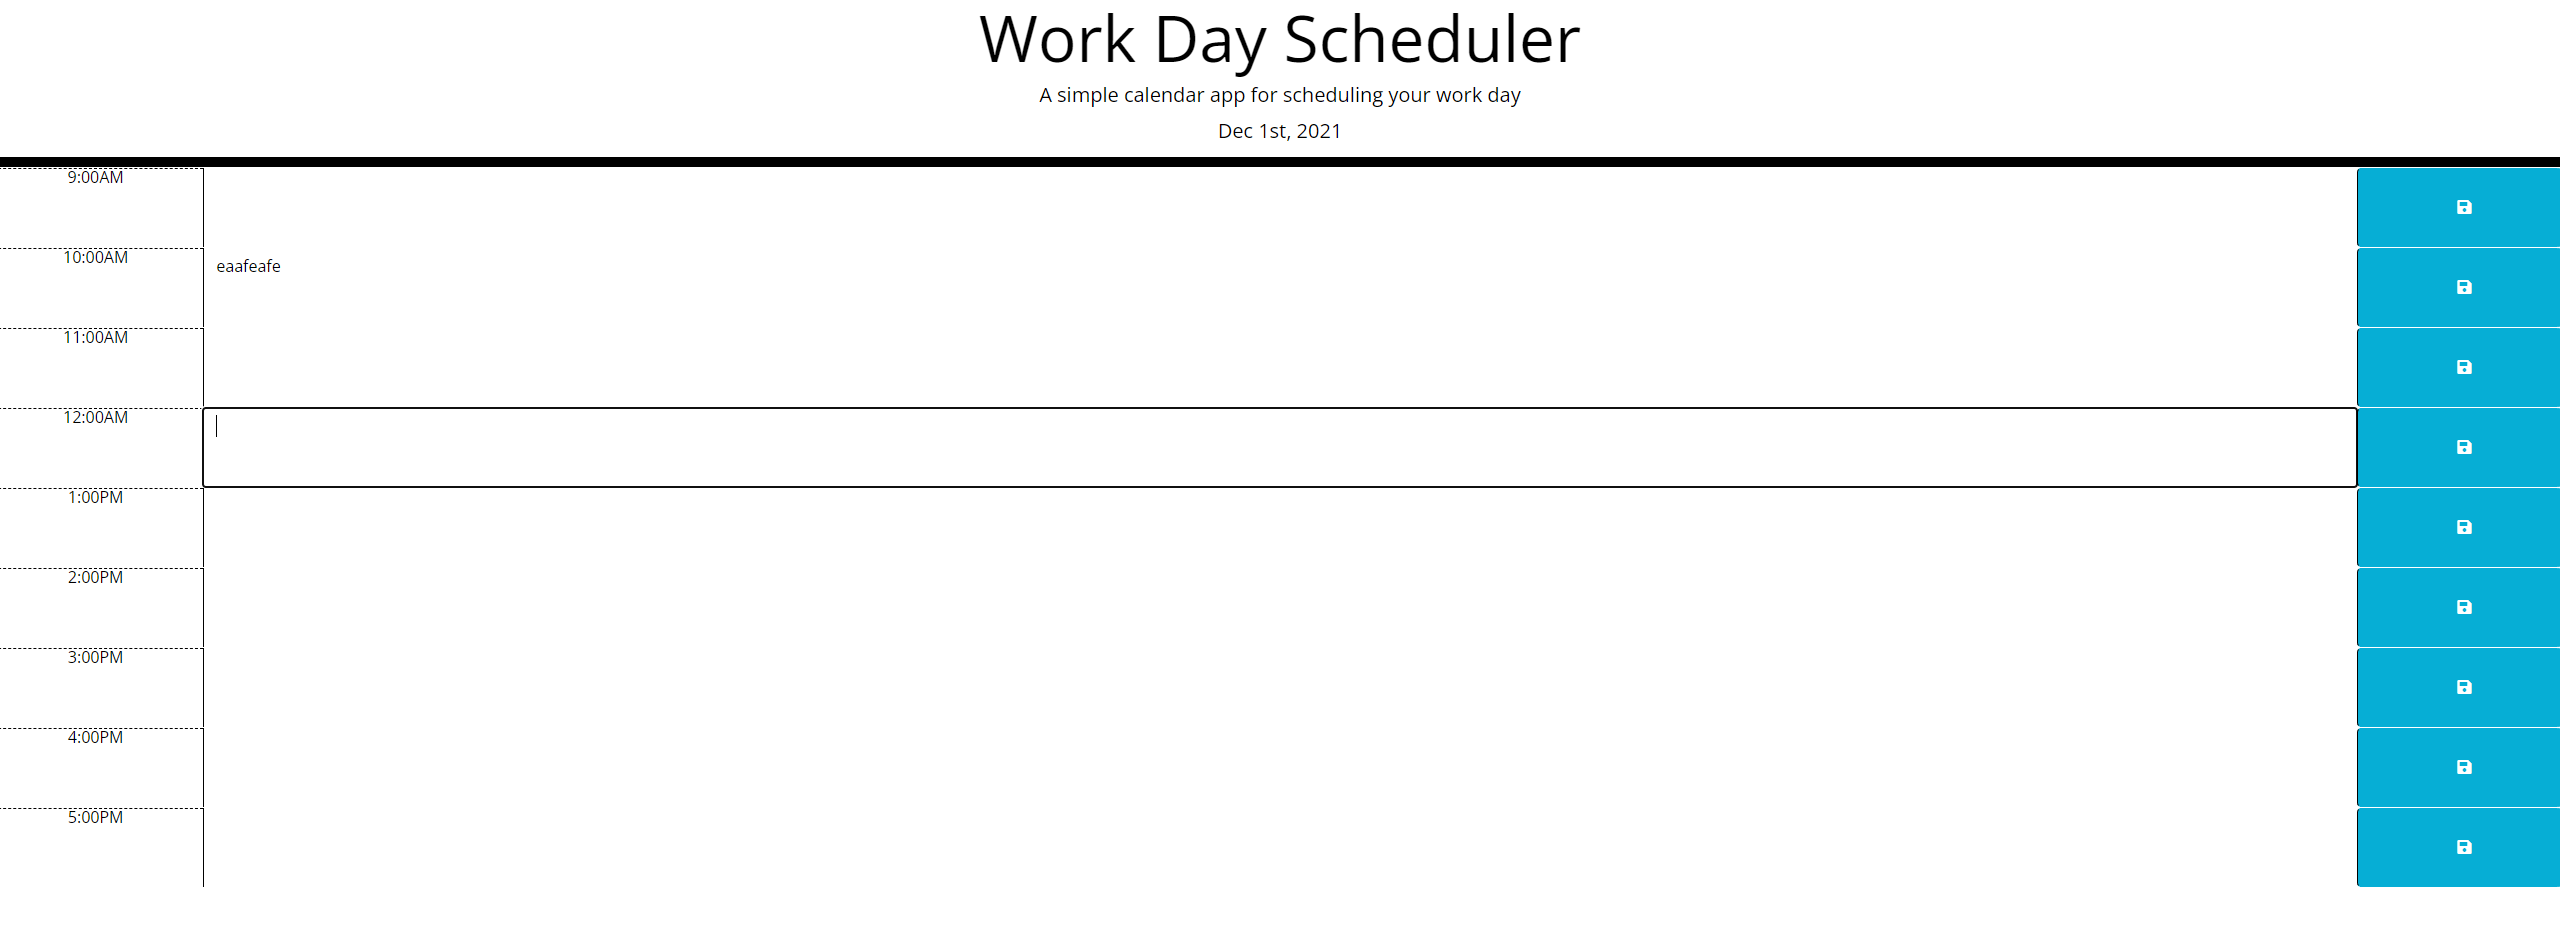 Work Day Scheduler
A simple calendar app for scheduling your work day
Dec 1st, 2021
9:00AM
10:00AM eaafeafe
11:00AM
12:00AM
1:00PM
2:00PM
3:00PM
4:00PM
5:00PM